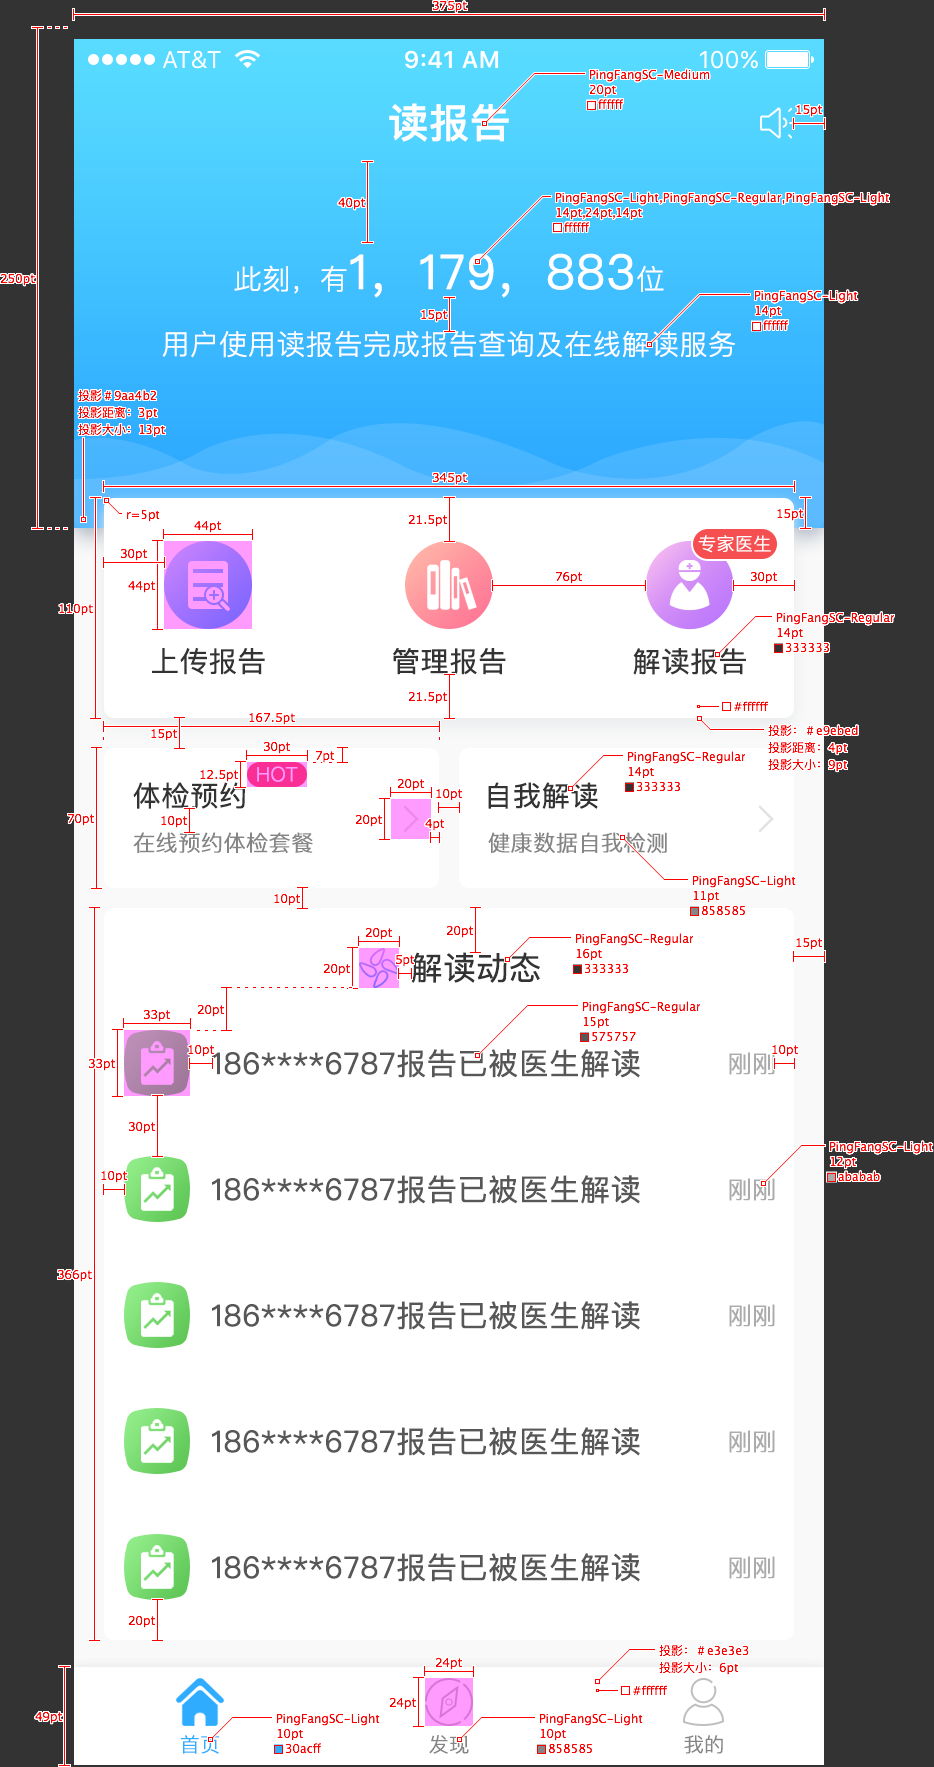 375pt
AT&T
9:41 AM
100%
PingFangSC-Medium
20pt
ffffff
读报告
15pt
40pt
PingFangSC-Light,PingFangSC-Regular,PingFangSC-Light
14pt,24pt,14pt
ffffff
250pt
此刻，有1，179，883位
15pt
PingFangSC-Light
14pt
ffffff
用户使用读报告完成报告查询及在线解读服务
投影#9aa4b2
投影距离：3pt
投影大小：13pt
345pt
r=5pt
21.5pt
15pt
44pt
30pt
44pt
76pt
专家医生
30pt
110pt
PingFangSC-Regular
14pt
333333
上传报告
管理报告
解读报告
21.5pt
#ffffff
167.5pt
15pt
投影：#e9ebed
投影距离：4pt
投影大小：9pt
30pt
7pt
12.5pt
HOT
PingFangSC-Regular
14pt
333333
体检预约
20pt
10pt
自我解读
70pt
10pt
20pt
4pt
在线预约体检套餐
健康数据自我检测
PingFangSC-Light
11pt
858585
10pt
20pt
20pt
20pt
5pt
解读动态
PingFangSC-Regular
16pt
333333
15pt
20pt
33pt
PingFangSC-Regular
15pt
575757
33pt
10pt
186****6787报告已被医生解读
刚刚
10pt
30pt
PingFangSC-Light
12pt
ababab
10pt
186****6787报告已被医生解读
刚刚
366pt
186****6787报告已被医生解读
刚刚
186****6787报告已被医生解读
刚刚
186****6787报告已被医生解读
刚刚
20pt
投影：#e3e3e3
投影大小：6pt
#ffffff
24pt
24pt
49pt
PingFangSC-Light
10pt
30acff
首页
PingFangSC-Light
10pt
858585
发现
我的